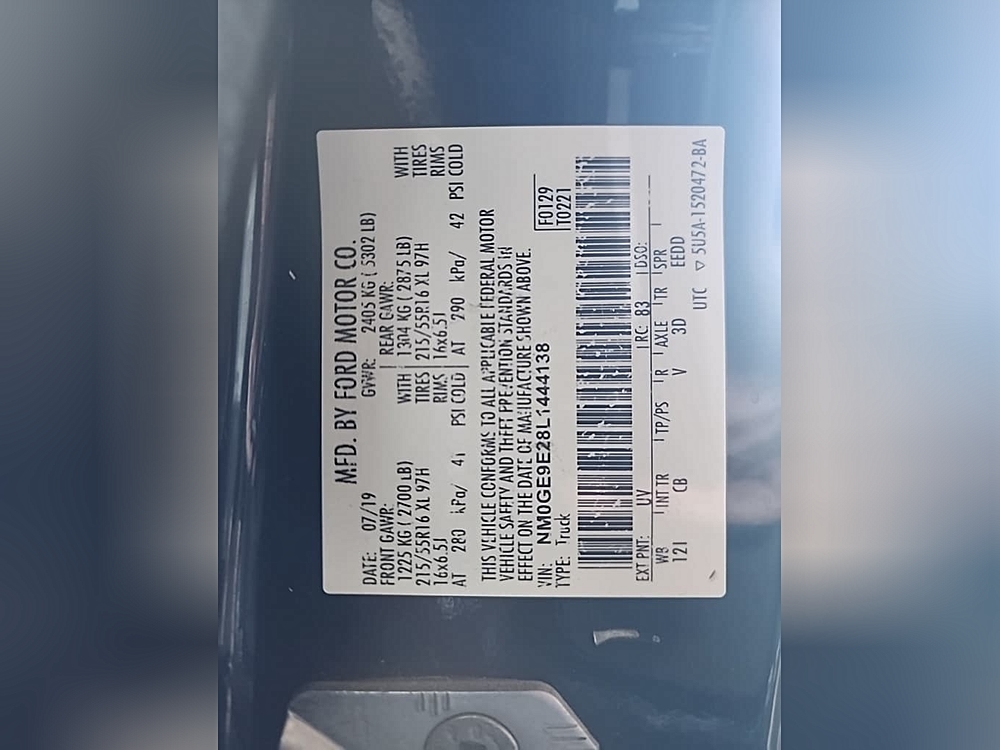 MFD. BY FORD MOTOR CO.
DATE: 07/19 GVWR: 2405 KG ( 5302 LB)
FRONT GAWR: REAR GAWR:
1225 KG ( 2700 LB) WITH 1304 KG ( 2875 LB) WITH
215/55R16 XL 97H TIRES 215/55R16 XL 97H TIRES
16x6.5J RIMS 16x6.5J RIMS
AT 280 kPa/ 41 PSI COLD AT 290 kPa/ 42 PSI COLD
THIS VEHICLE CONFORMS TO ALL APPLICABLE FEDERAL MOTOR
VEHICLE SAFETY AND THEFT PREVENTION STANDARDS IN
EFFECT ON THE DATE OF MANUFACTURE SHOWN ABOVE.
VIN: NM0GE9E28L1444138 F0129
TYPE: Truck T0221
EXT PNT: UV RC: 83 DSO:
WB INT TR TP/PS R AXLE TR SPR
121 CB V 3D EEDD
UTC ▽ 5U5A-1520472-BA